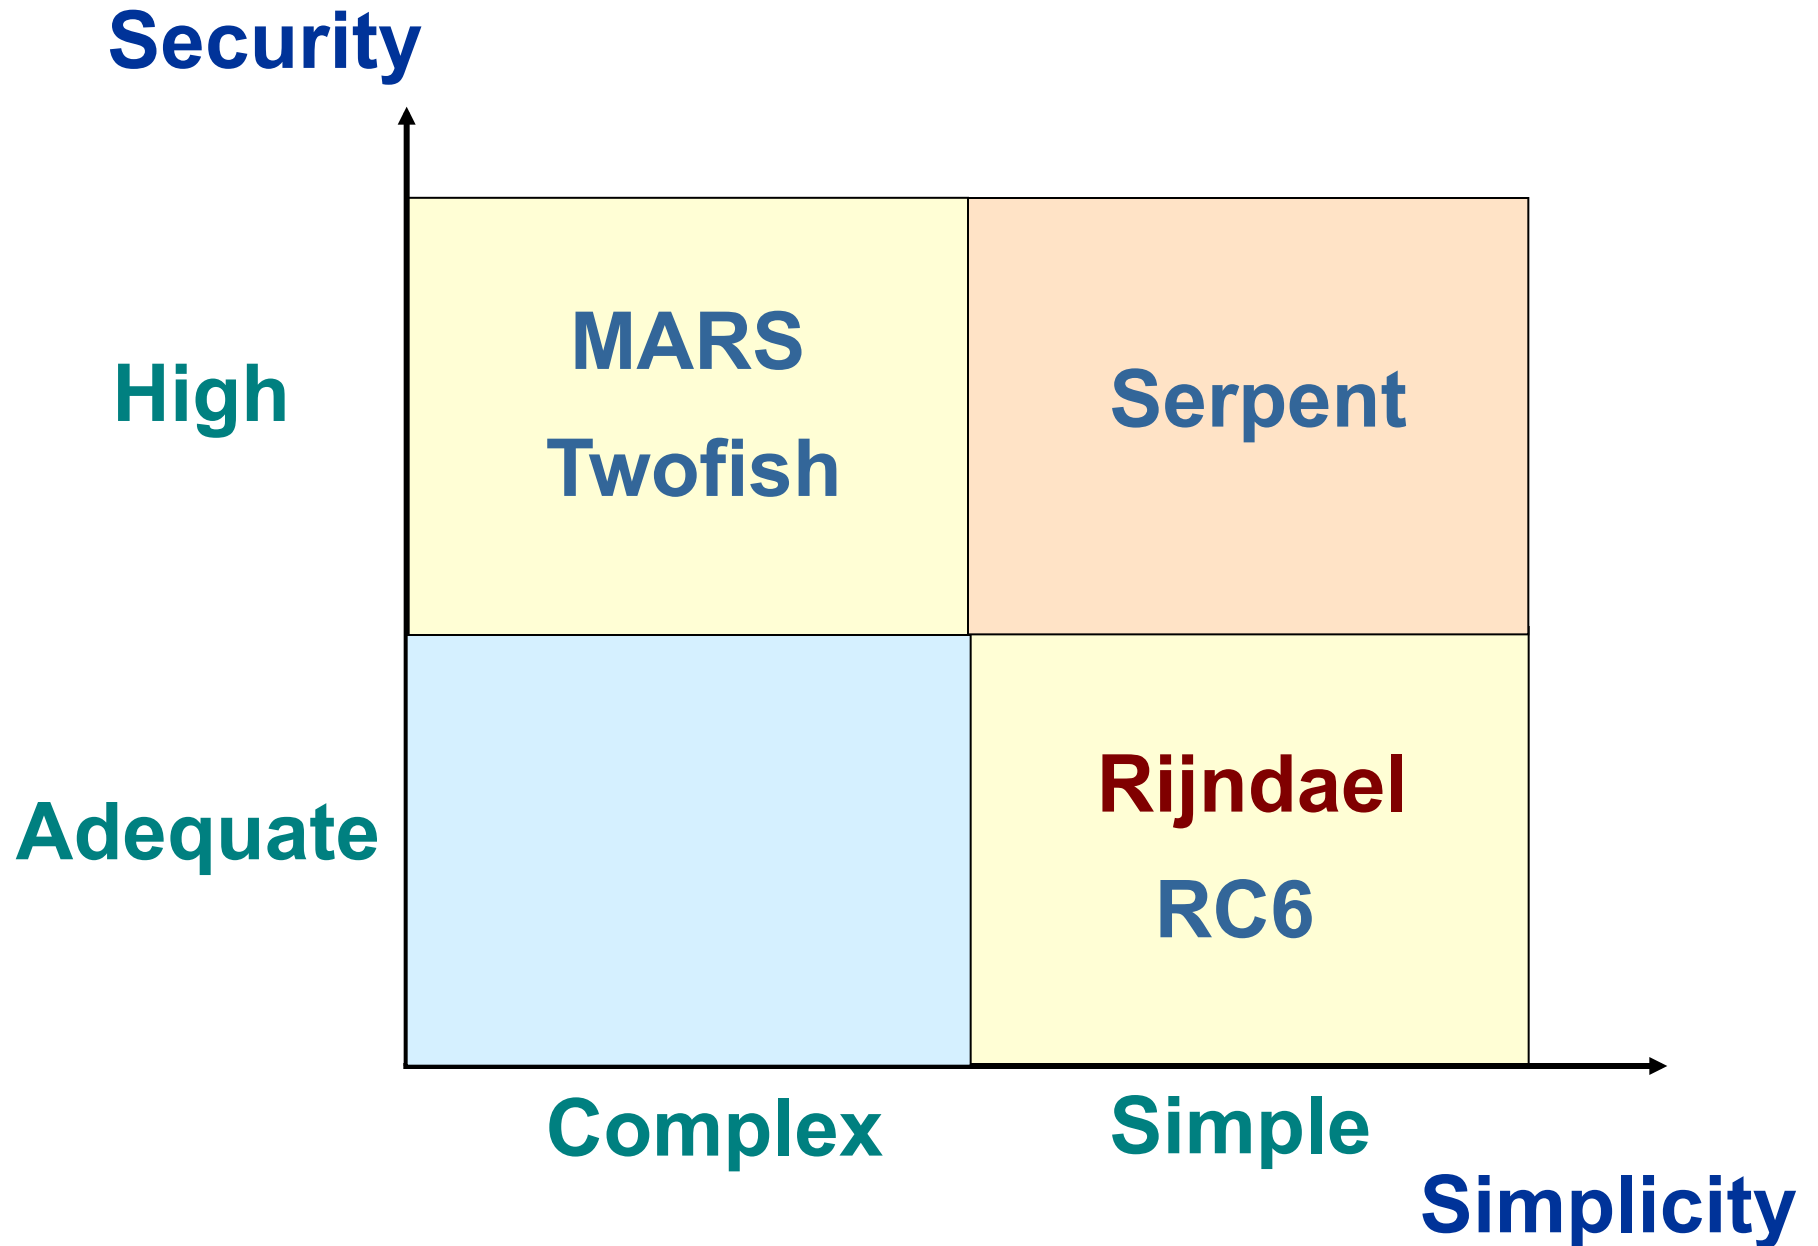 Security
High
MARS
Twofish
Serpent
Adequate
Rijndael
RC6
Complex
Simple
Simplicity